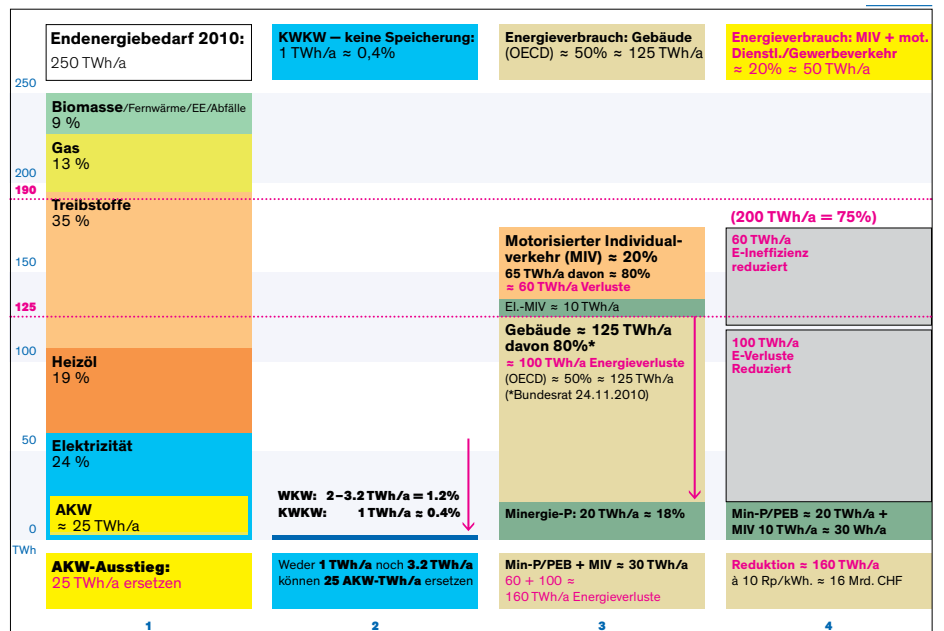 Endenergiebedarf 2010:
250 TWh/a
KWKW – keine Speicherung:
1 TWh/a ≈ 0,4%
Energieverbrauch: Gebäude
(OECD) ≈ 50% ≈ 125 TWh/a
Energieverbrauch: MIV + mot.
Dienstl./Gewerbeverkehr
≈ 20% ≈ 50 TWh/a
250
200
190
150
125
100
50
0
TWh
Biomasse/Fernwärme/EE/Abfälle
9 %
Gas
13 %
Treibstoffe
35 %
Heizöl
19 %
Elektrizität
24 %
AKW
≈ 25 TWh/a
AKW-Ausstieg:
25 TWh/a ersetzen
1
WKW: 2–3.2 TWh/a = 1.2%
KWKW: 1 TWh/a ≈ 0.4%
Weder 1 TWh/a noch 3.2 TWh/a
können 25 AKW-TWh/a ersetzen
2
Motorisierter Individual-
verkehr (MIV) ≈ 20%
65 TWh/a davon ≈ 80%
≈ 60 TWh/a Verluste
El.-MIV ≈ 10 TWh/a
Gebäude ≈ 125 TWh/a
davon 80%*
≈ 100 TWh/a Energieverluste
(OECD) ≈ 50% ≈ 125 TWh/a
(*Bundesrat 24.11.2010)
Minergie-P: 20 TWh/a ≈ 18%
Min-P/PEB + MIV ≈ 30 TWh/a
60 + 100 ≈
160 TWh/a Energieverluste
3
(200 TWh/a = 75%)
60 TWh/a
E-Ineffizienz
reduziert
100 TWh/a
E-Verluste
Reduziert
Min-P/PEB ≈ 20 TWh/a +
MIV 10 TWh/a ≈ 30 Wh/a
Reduktion ≈ 160 TWh/a
à 10 Rp/kWh. ≈ 16 Mrd. CHF
4